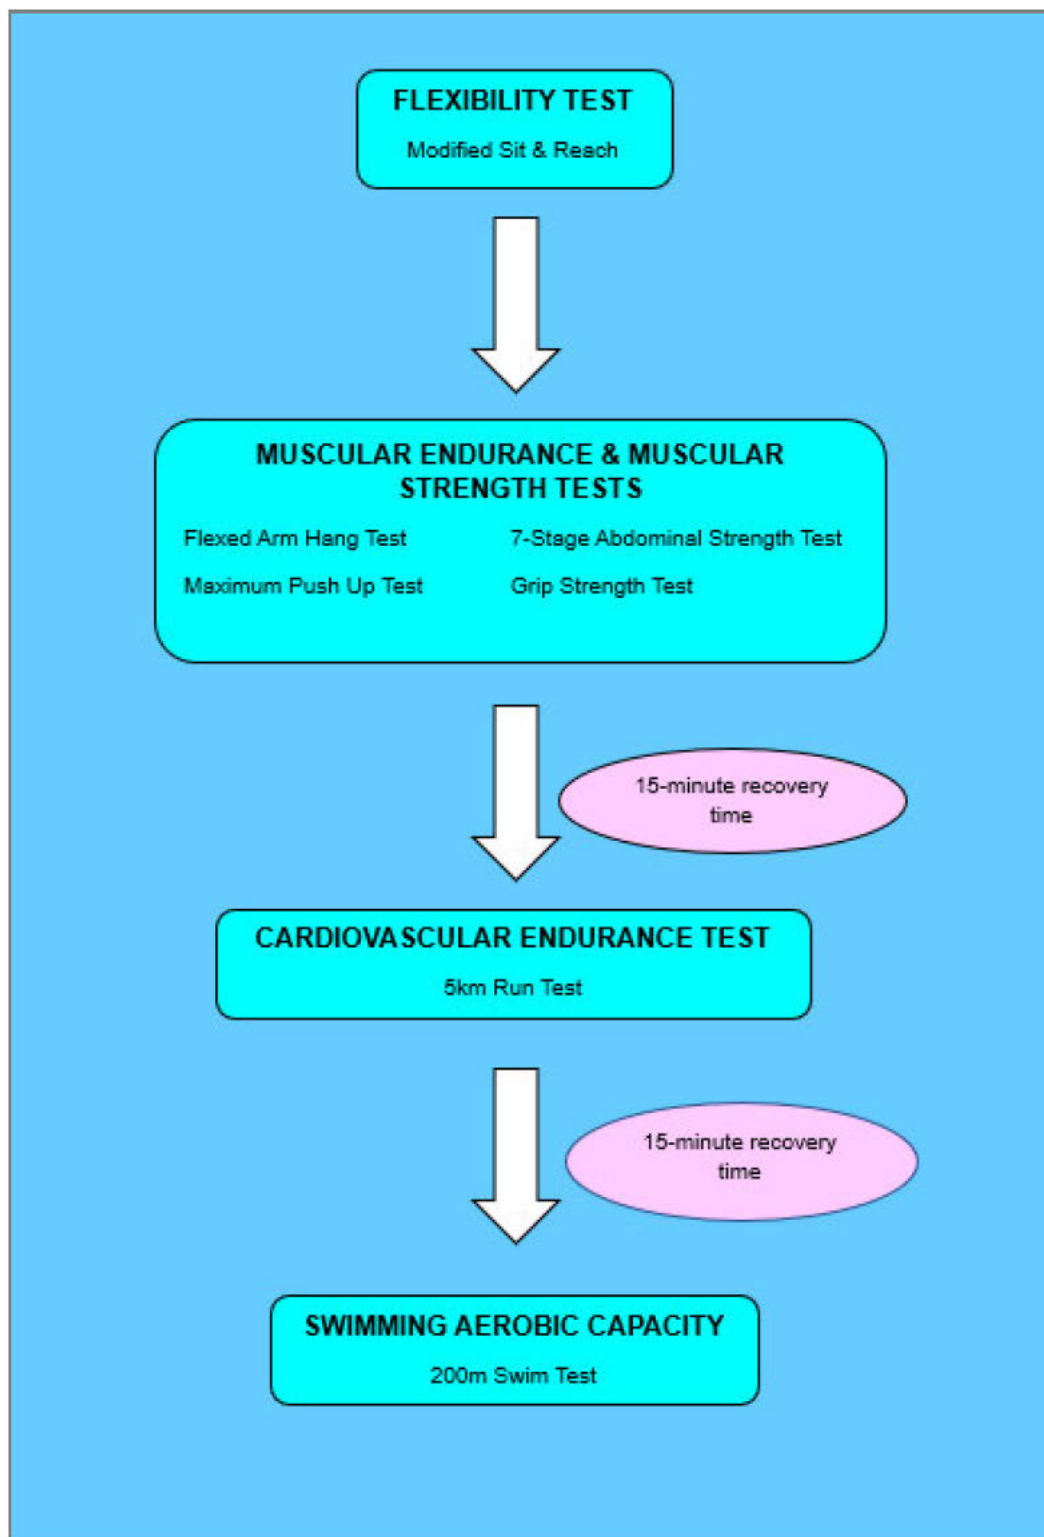 FLEXIBILITY TEST
Modified Sit & Reach
MUSCULAR ENDURANCE & MUSCULAR
STRENGTH TESTS
Flexed Arm Hang Test
7-Stage Abdominal Strength Test
Maximum Push Up Test
Grip Strength Test
15-minute recovery
time
CARDIOVASCULAR ENDURANCE TEST
5km Run Test
15-minute recovery
time
SWIMMING AEROBIC CAPACITY
200m Swim Test